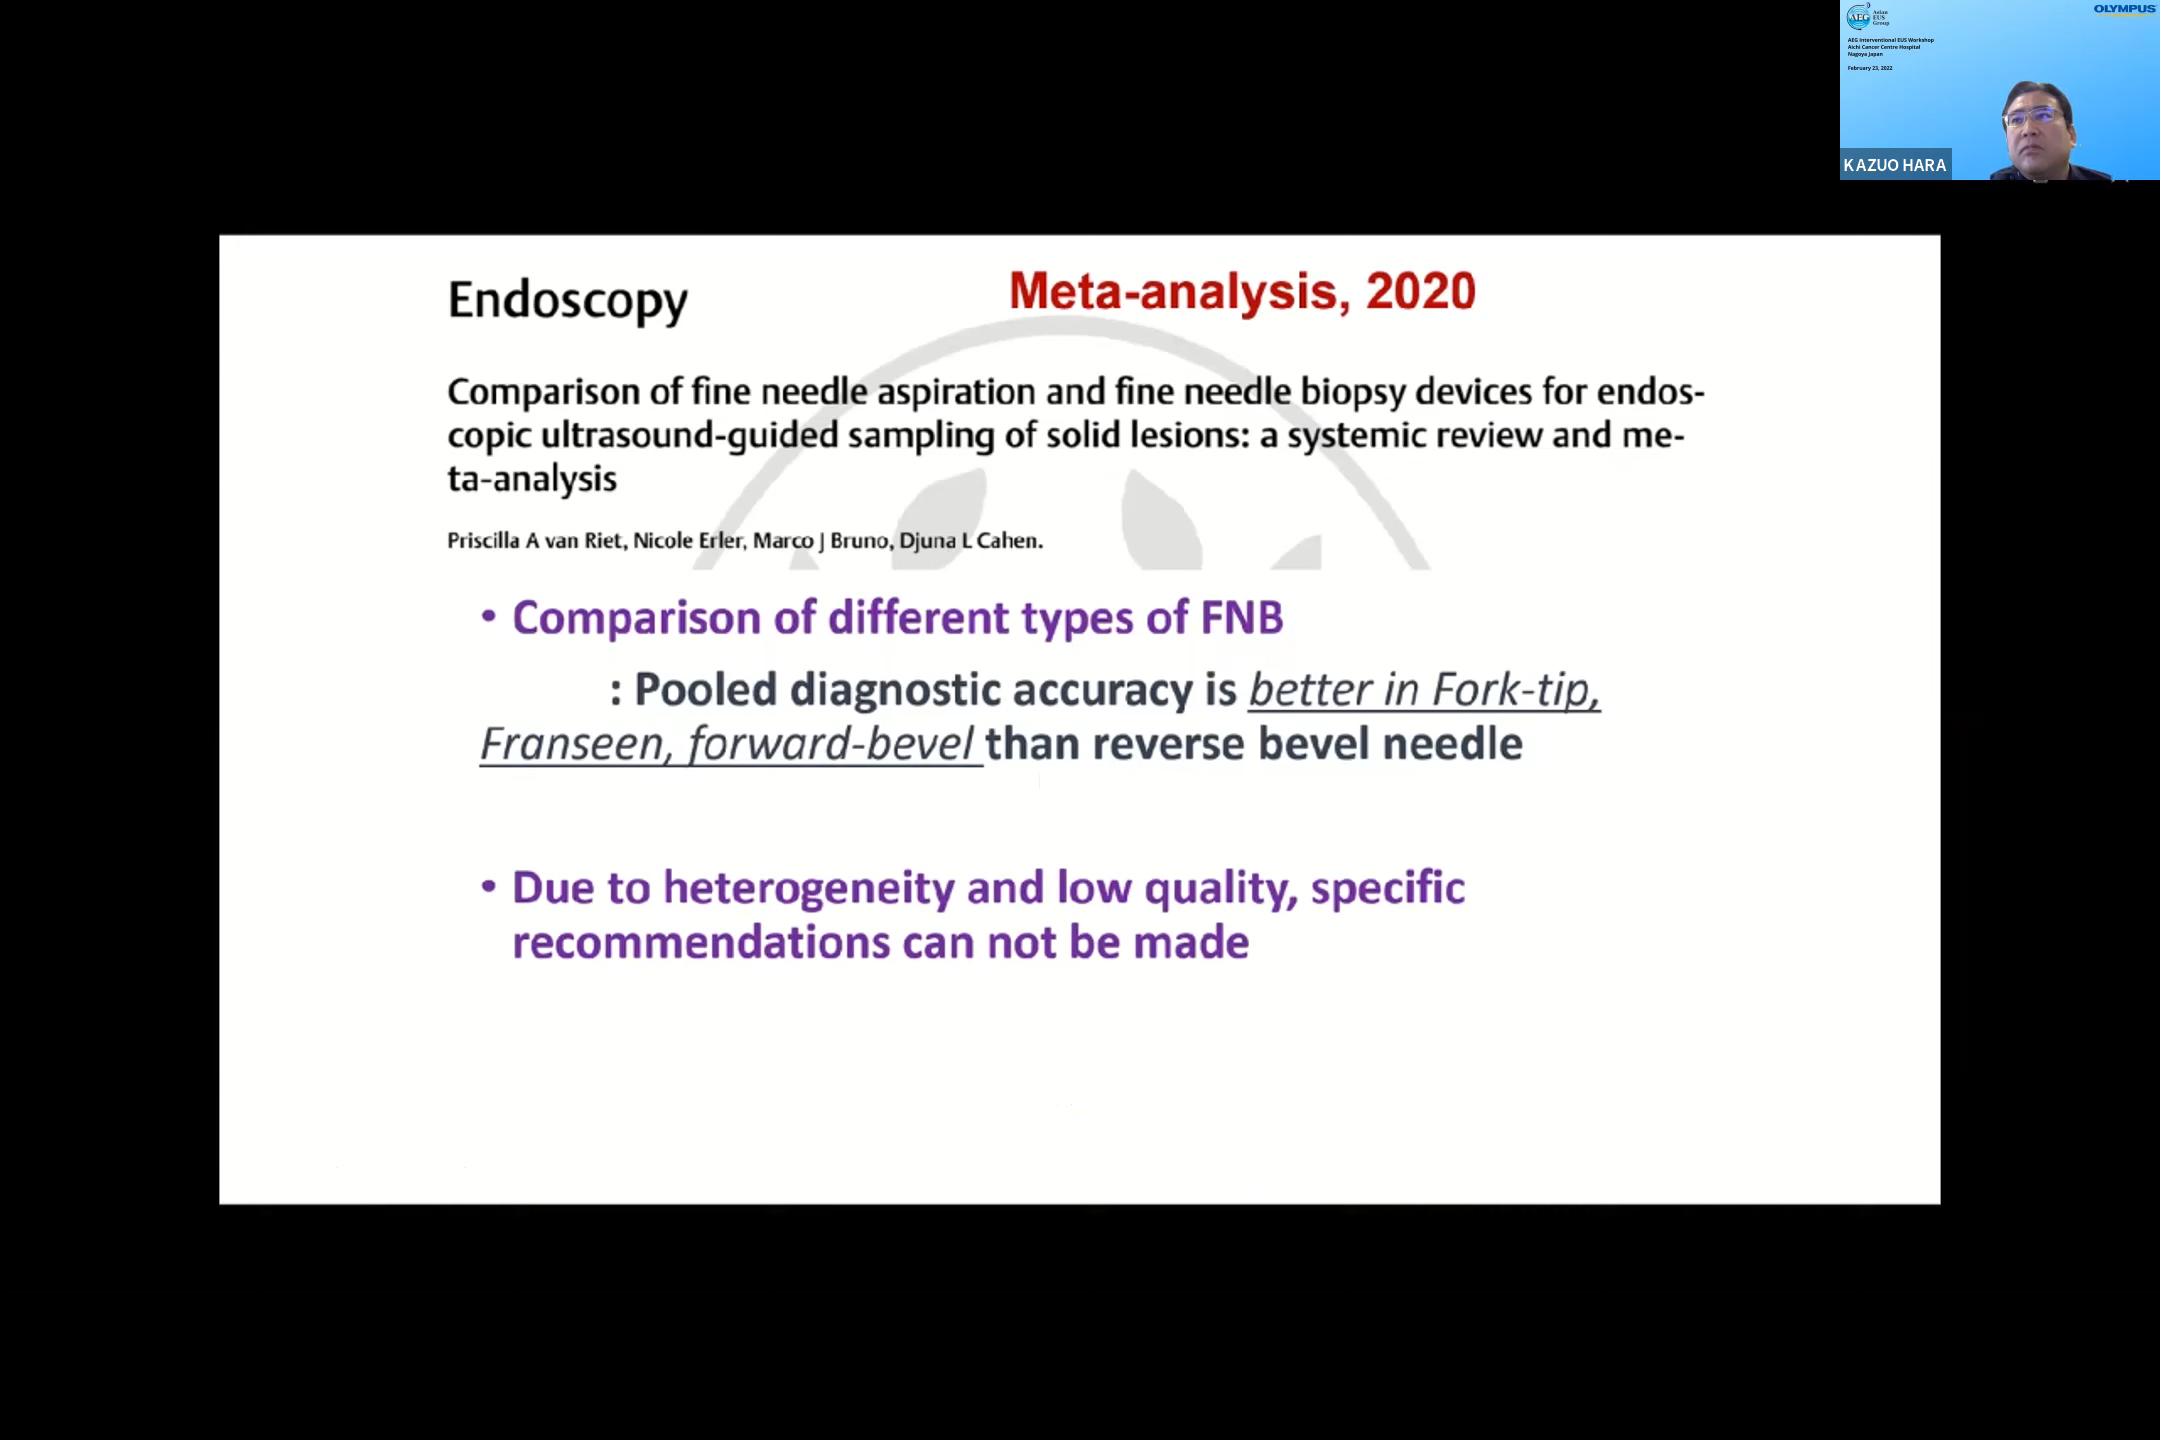 AEG
Asian
EUS
Group
OLYMPUS
AEG Interventional EUS Workshop
Aichi Cancer Centre Hospital
Nagoya Japan
February 23, 2022
KAZUO HARA
Endoscopy
Meta-analysis, 2020
Comparison of fine needle aspiration and fine needle biopsy devices for endos-
copic ultrasound-guided sampling of solid lesions: a systemic review and me-
ta-analysis
Priscilla A van Riet, Nicole Erler, Marco J Bruno, Djuna L Cahen.
• Comparison of different types of FNB
: Pooled diagnostic accuracy is better in Fork-tip,
Franseen, forward-bevel than reverse bevel needle
• Due to heterogeneity and low quality, specific
recommendations can not be made